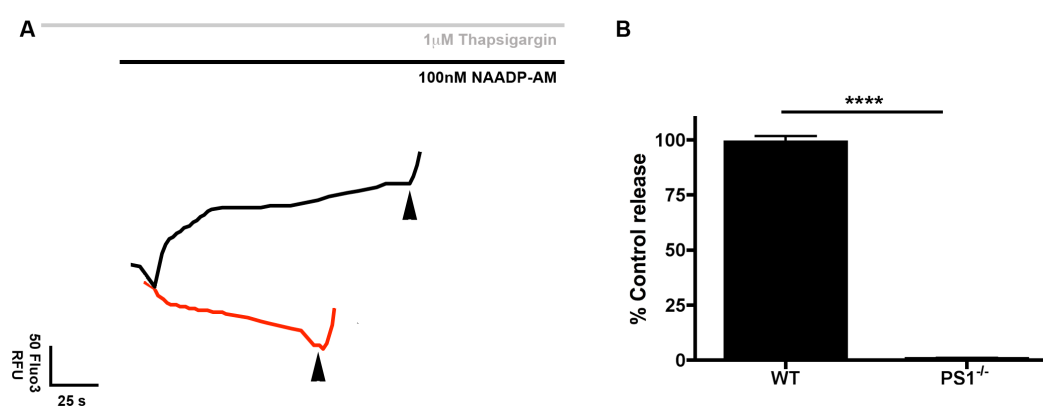 A
1μM Thapsigargin
100nM NAADP-AM
50 Fluo3
RFU
25 s
B
****
% Control release
100
75
50
25
0
WT
PS1-/-